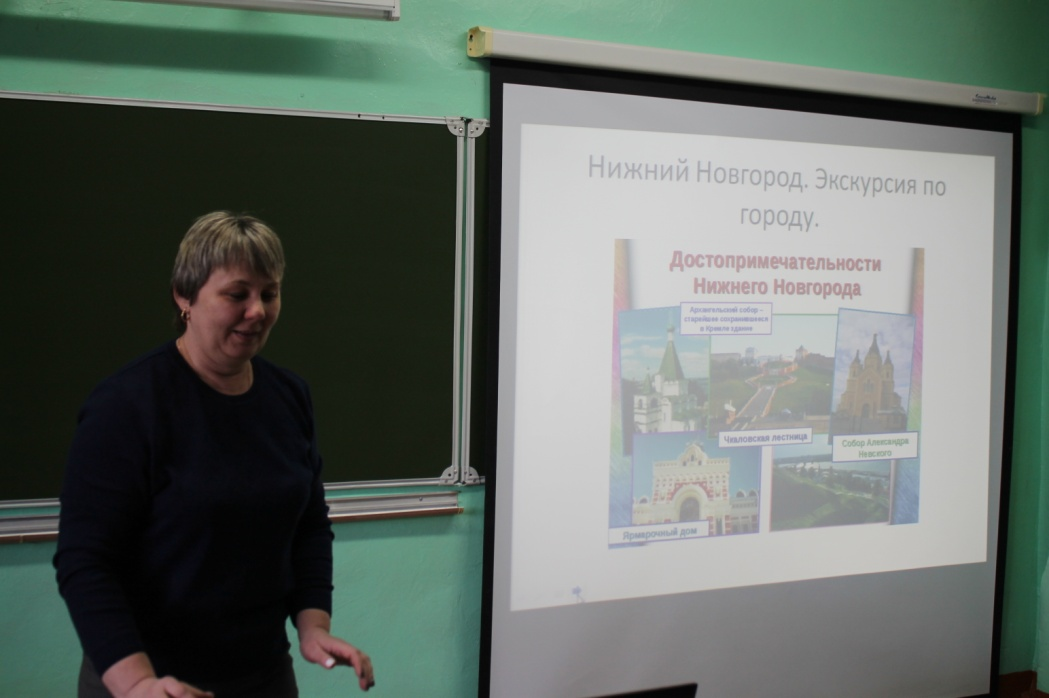 Нижний Новгород. Экскурсия по
городу.
Достопримечательности
Нижнего Новгорода
Архангельский собор –
старейшее сохранившееся
в Кремле здание
Чкаловская лестница
Собор Александра
Невского
Ярмарочный дом